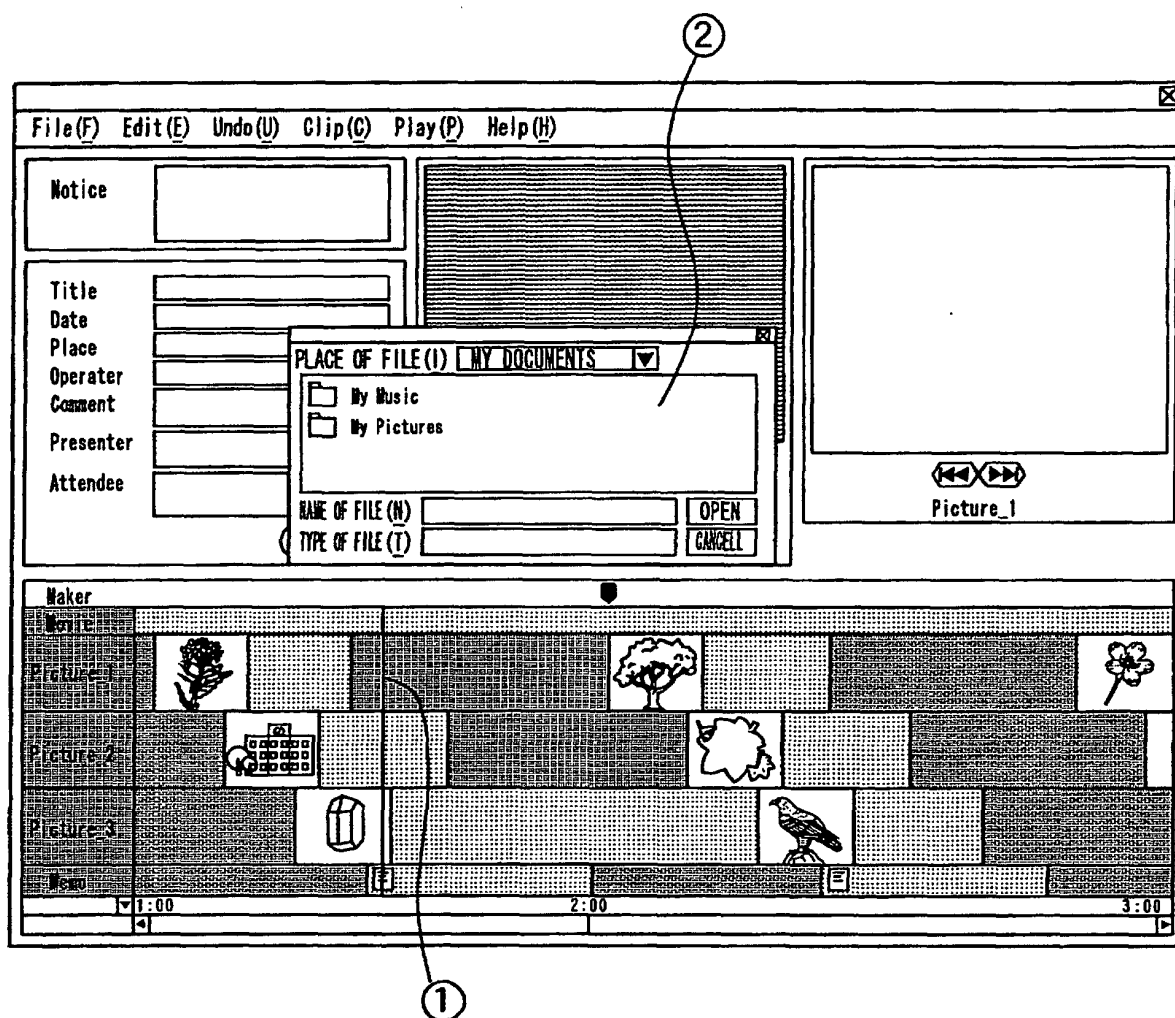 ②
File(F) Edit(E) Undo(U) Clip(C) Play(P) Help(H)
Notice
Title
Date
Place
Operater
Comment
Presenter
Attendee
PLACE OF FILE(I) MY DOCUMENTS
My Music
My Pictures
NAME OF FILE(N) OPEN
TYPE OF FILE(T) CANCELL
Picture_1
Maker
Movie
Picture 1
Picture 2
Picture 3
Memo
1:00 2:00 3:00
①